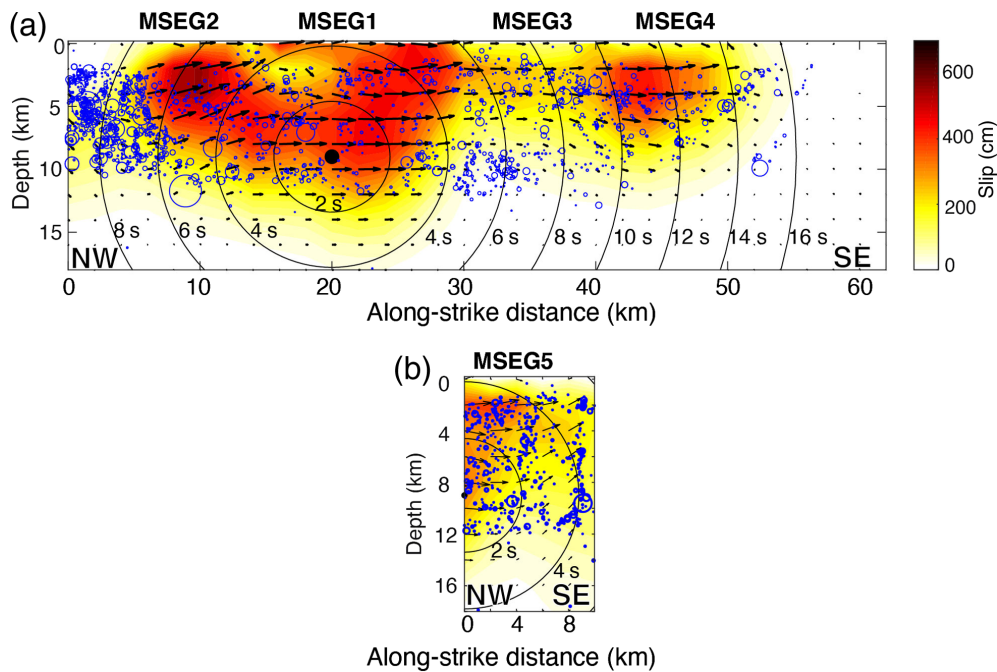 (a)
MSEG2 MSEG1 MSEG3 MSEG4
0
5
10
15
Depth (km)
2 s
8 s 6 s 4 s 4 s 6 s 8 s 10 s 12 s 14 s 16 s
NW SE
0 10 20 30 40 50 60
Along-strike distance (km)
600
400
200
0
Slip (cm)
(b)
MSEG5
0
4
8
12
16
Depth (km)
2 s
4 s
NW SE
0 4 8
Along-strike distance (km)